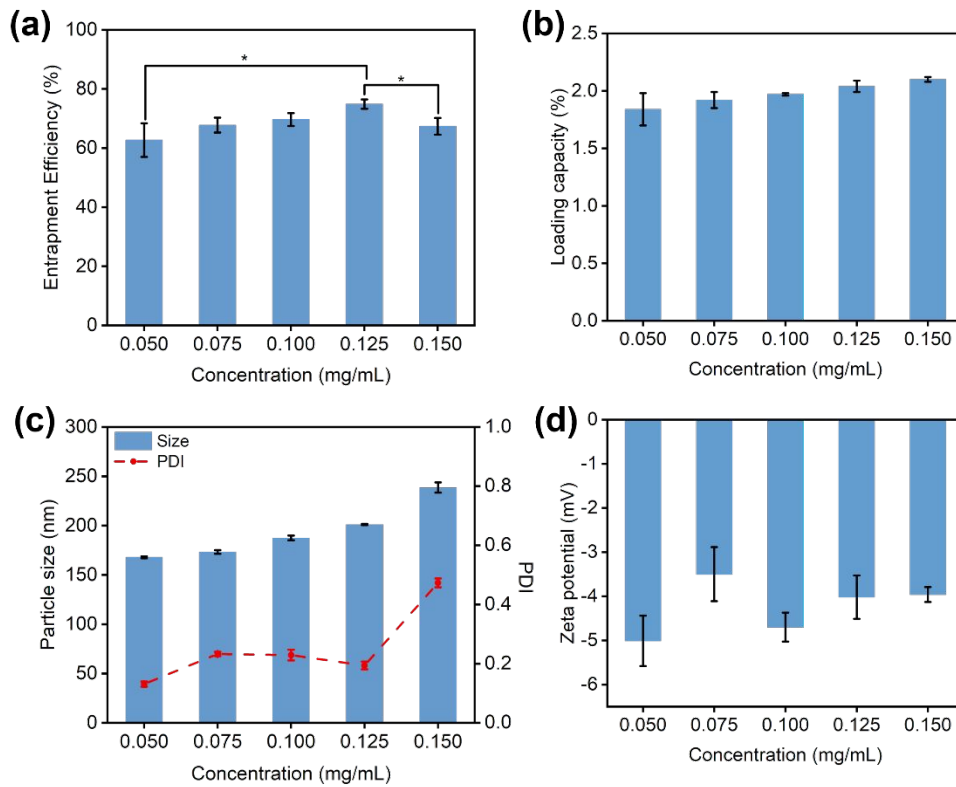 (a)
Entrapment Efficiency (%)
100
80
60
40
20
0
*
*
0.050 0.075 0.100 0.125 0.150
Concentration (mg/mL)
(b)
Loading capacity (%)
2.5
2.0
1.5
1.0
0.5
0.0
0.050 0.075 0.100 0.125 0.150
Concentration (mg/mL)
(c)
Particle size (nm)
300
250
200
150
100
50
0
Size
PDI
1.0
0.8
0.6
0.4
0.2
0.0
PDI
0.050 0.075 0.100 0.125 0.150
Concentration (mg/mL)
(d)
Zeta potential (mV)
0
-1
-2
-3
-4
-5
-6
0.050 0.075 0.100 0.125 0.150
Concentration (mg/mL)